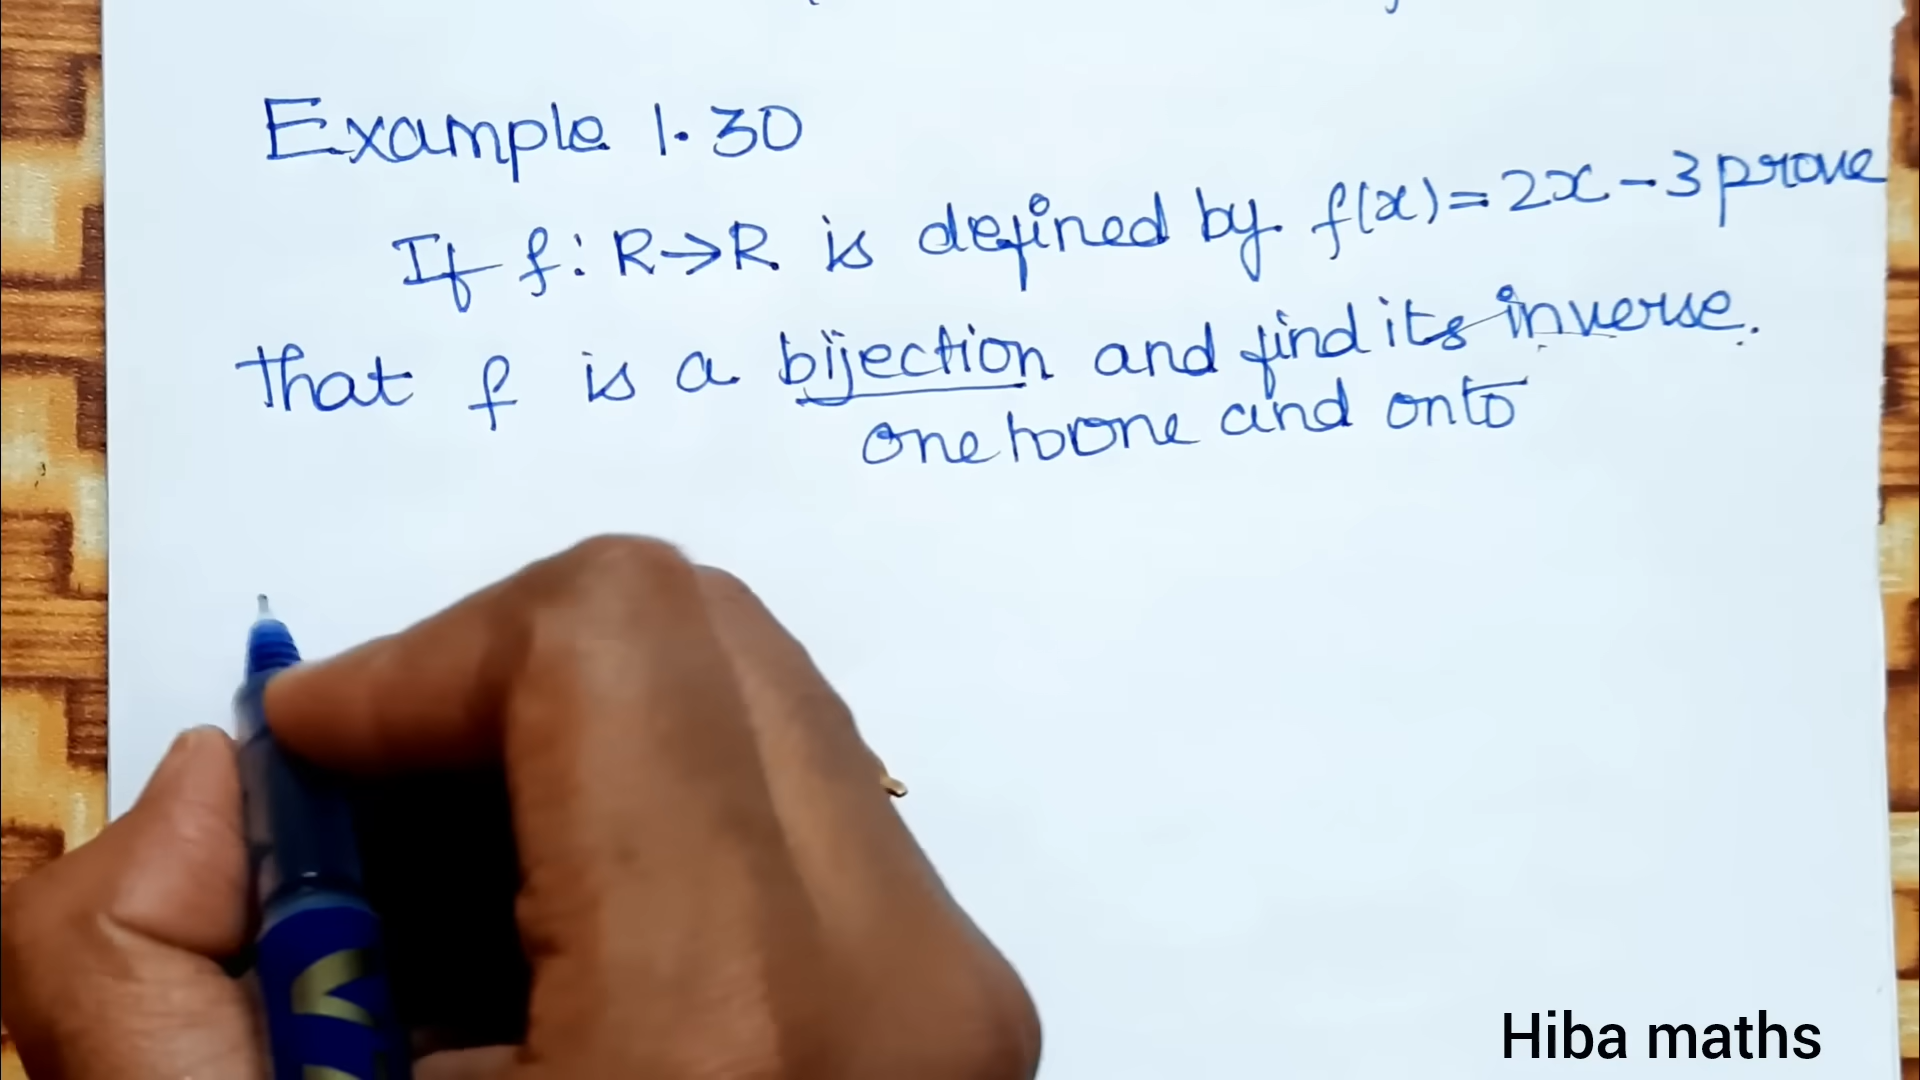 Example 1.30
If f: R→R is defined by f(x)=2x-3 prove
that f is a bijection and find its inverse.
one to one and onto
Hiba maths